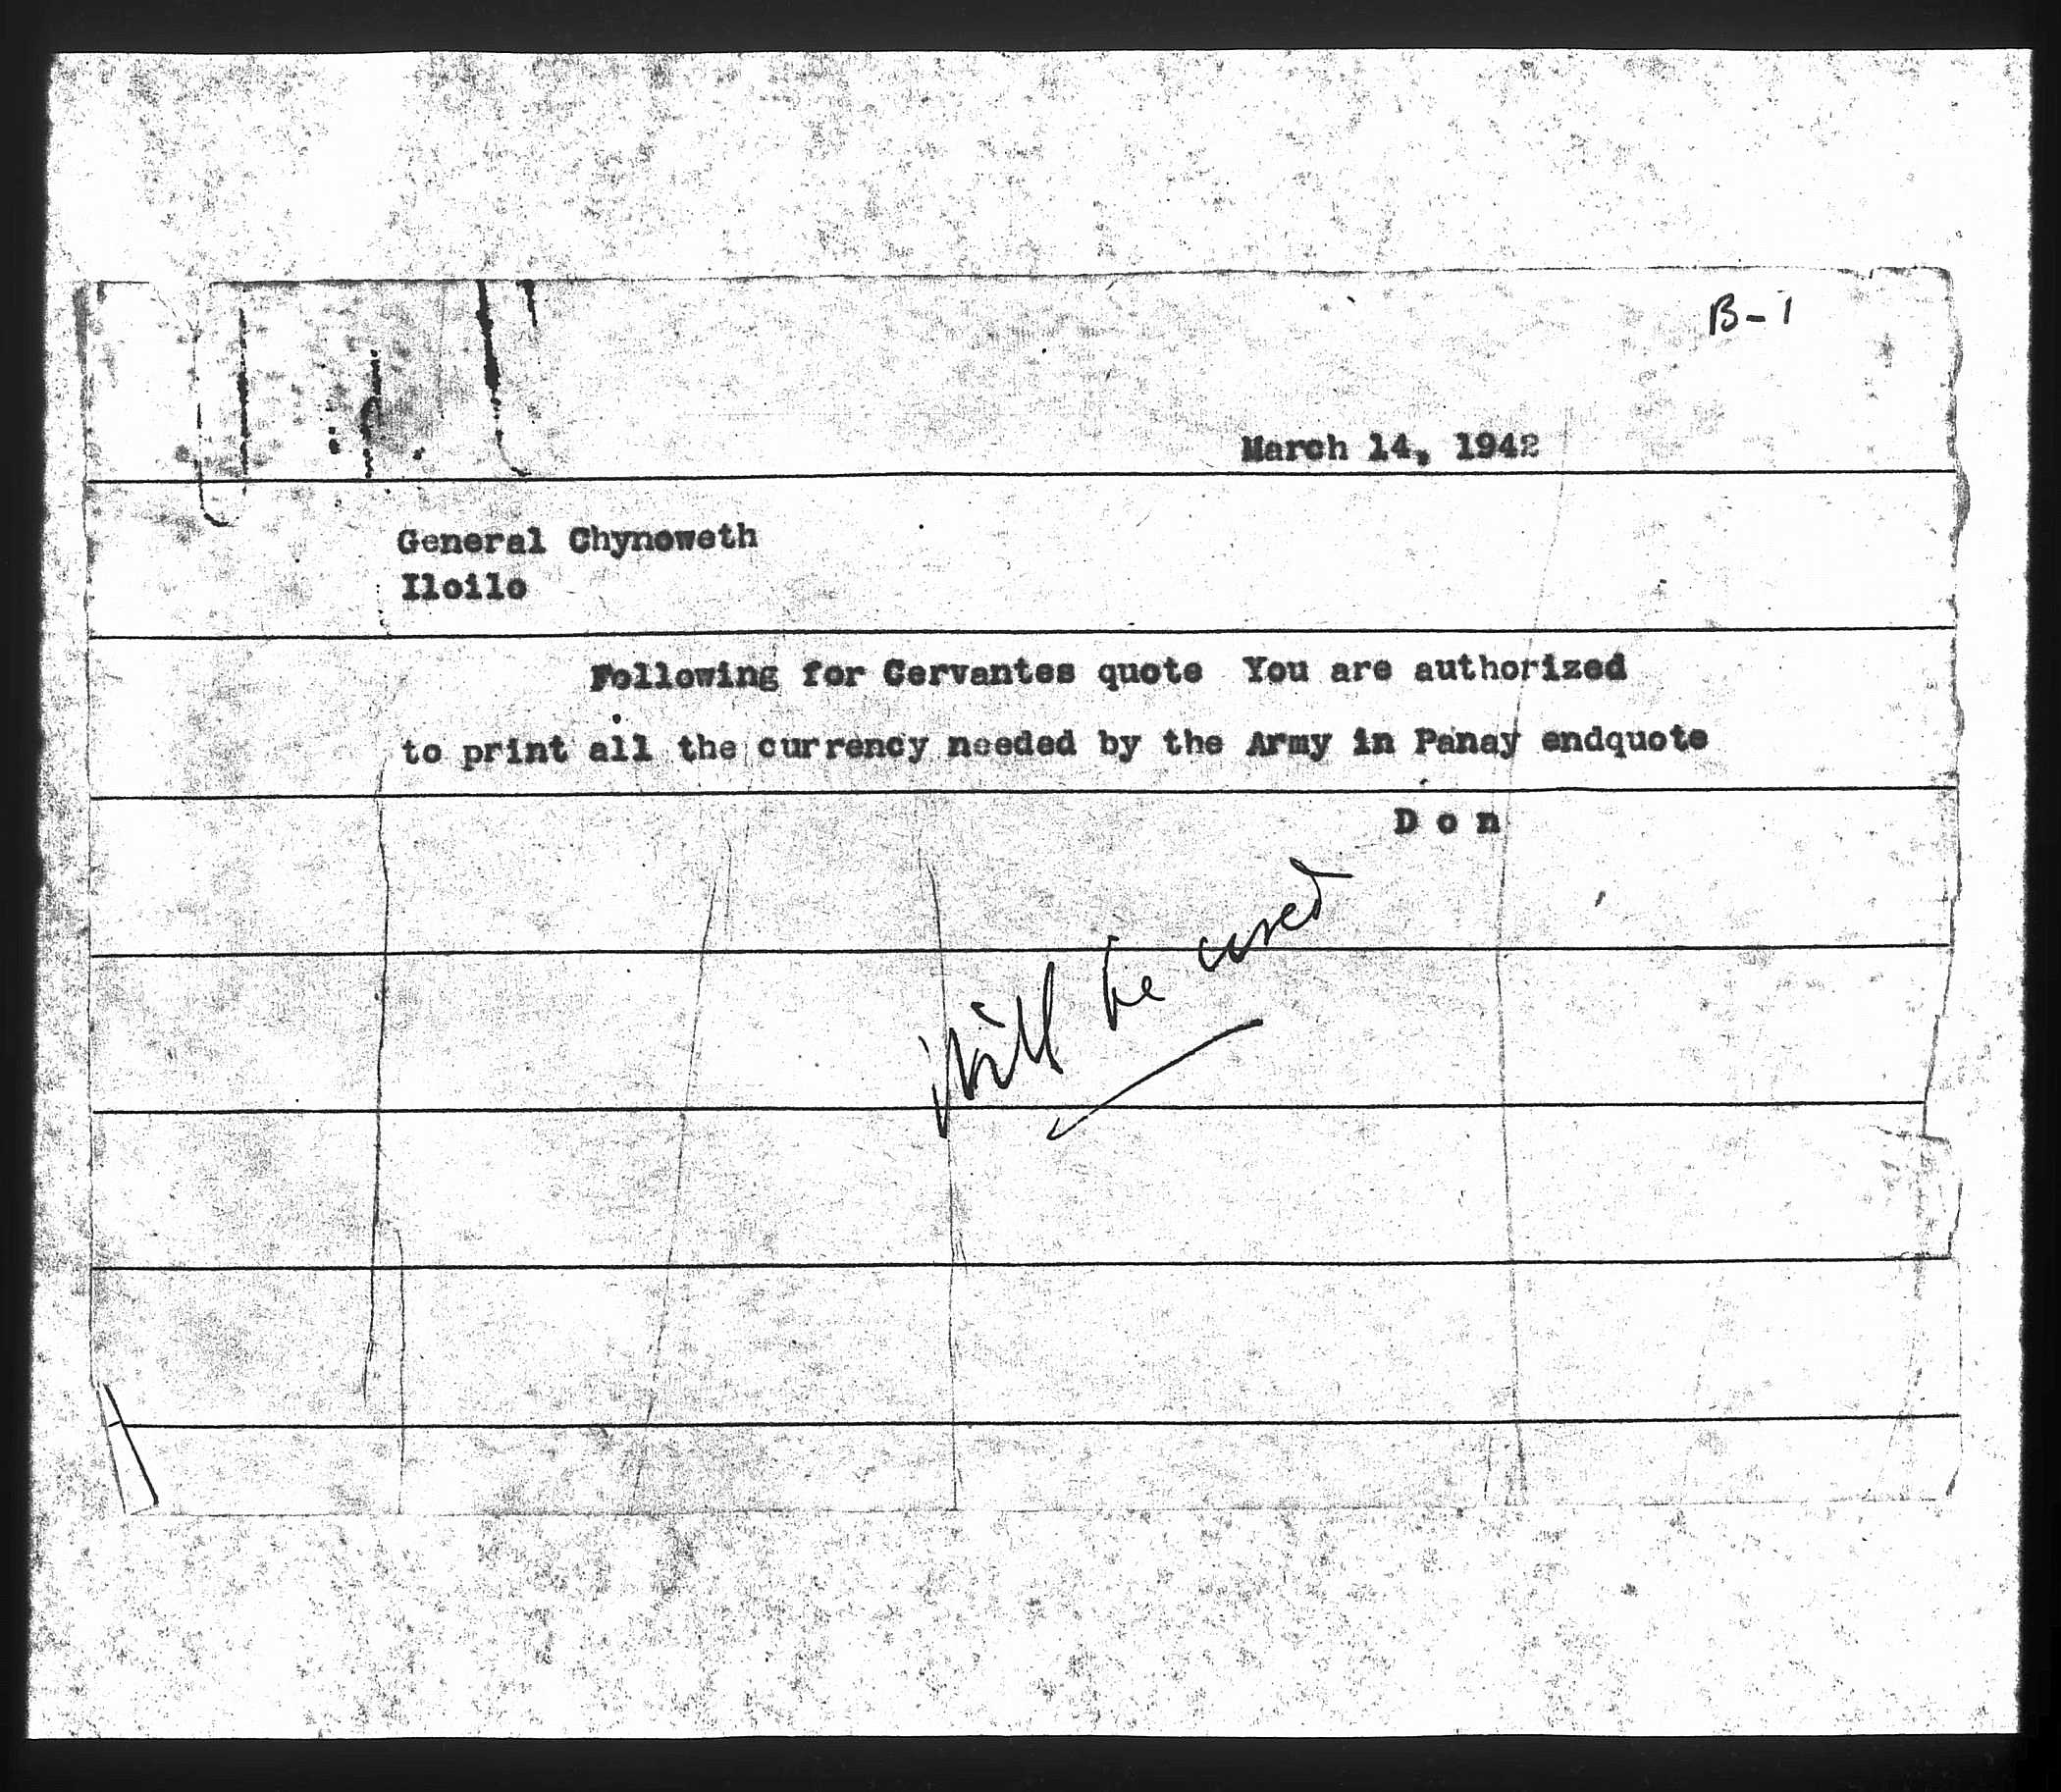 B-1
March 14, 1942
General Chynoweth
Iloilo
Following for Cervantes quote You are authorized
to print all the currency needed by the Army in Panay endquote
D o n
Will be used